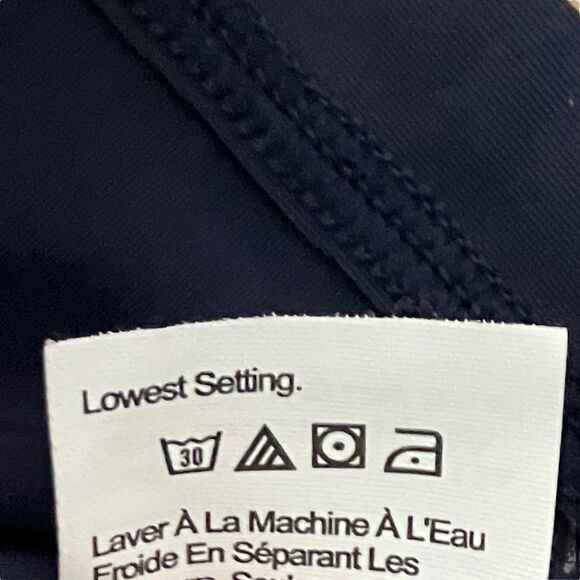 Lowest Setting.
30
Laver À La Machine À L'Eau
Froide En Séparant Les